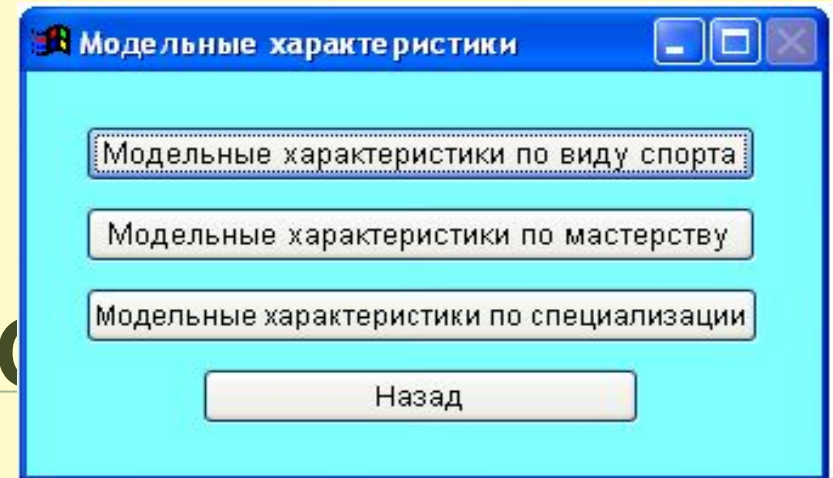 Модельные характеристики
Модельные характеристики по виду спорта
Модельные характеристики по мастерству
Модельные характеристики по специализации
Назад